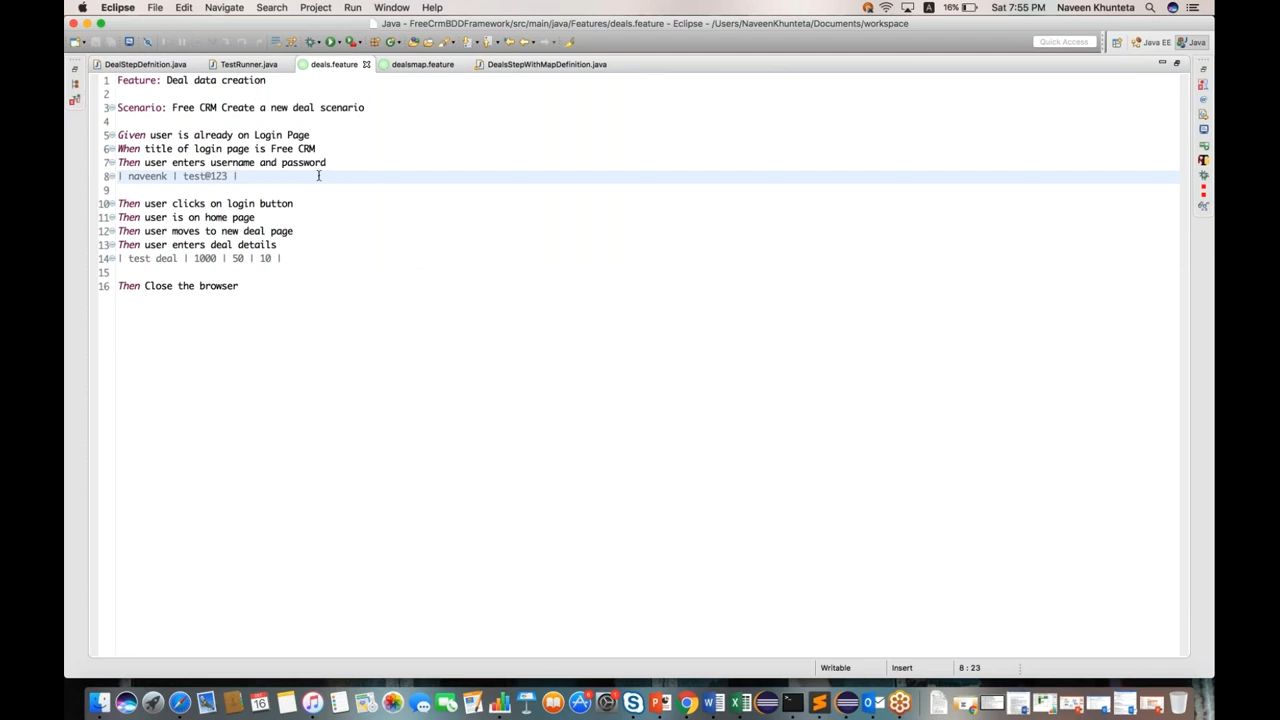 Eclipse File Edit Navigate Search Project Run Window Help 16% Sat 7:55 PM Naveen Khunteta
Java - FreeCrmBDDFramework/src/main/java/Features/deals.feature - Eclipse - /Users/NaveenKhunteta/Documents/workspace
Quick Access Java EE Java
DealStepDefnition.java TestRunner.java deals.feature dealsmap.feature DealsStepWithMapDefinition.java
1 Feature: Deal data creation
2
3 Scenario: Free CRM Create a new deal scenario
4
5 Given user is already on Login Page
6 When title of login page is Free CRM
7 Then user enters username and password
8 | naveenk | test@123 |
9
10 Then user clicks on login button
11 Then user is on home page
12 Then user moves to new deal page
13 Then user enters deal details
14 | test deal | 1000 | 50 | 10 |
15
16 Then Close the browser
Writable Insert 8 : 23